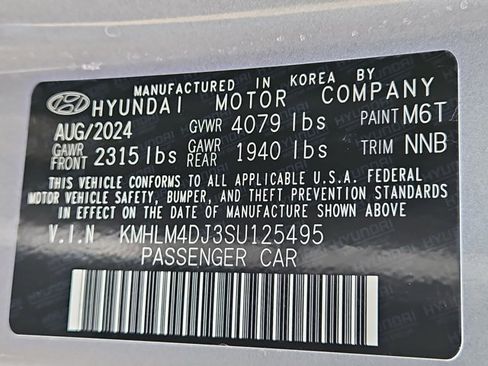 MANUFACTURED IN KOREA BY
HYUNDAI MOTOR COMPANY
AUG/2024 GVWR 4079 lbs PAINT M6T
GAWR FRONT 2315 lbs GAWR REAR 1940 lbs TRIM NNB
THIS VEHICLE CONFORMS TO ALL APPLICABLE U.S.A. FEDERAL
MOTOR VEHICLE SAFETY, BUMPER, AND THEFT PREVENTION STANDARDS
IN EFFECT ON THE DATE OF MANUFACTURE SHOWN ABOVE
V.I.N KMHLM4DJ3SU125495
PASSENGER CAR